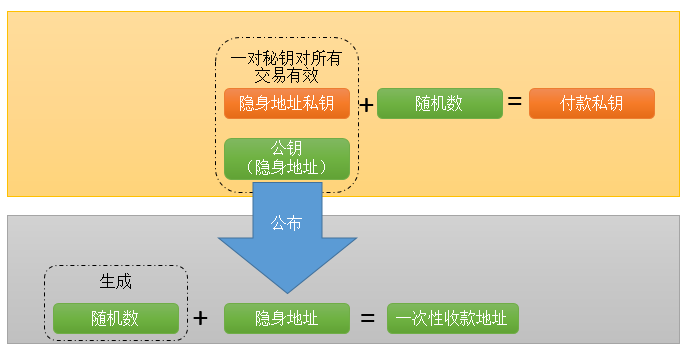 一对秘钥对所有
交易有效
隐身地址私钥 + 随机数 = 付款私钥
公钥
（隐身地址）
公布
生成
随机数 + 隐身地址 = 一次性收款地址